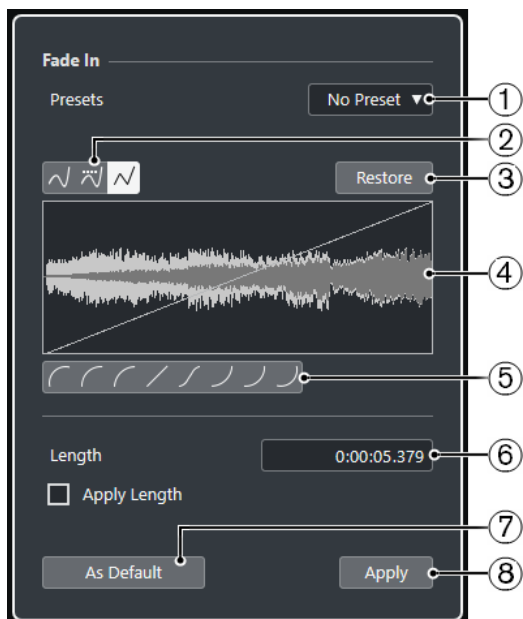 Fade In
Presets
No Preset ▼
1
2
Restore
3
4
5
Length
0:00:05.379
6
Apply Length
7
As Default
Apply
8